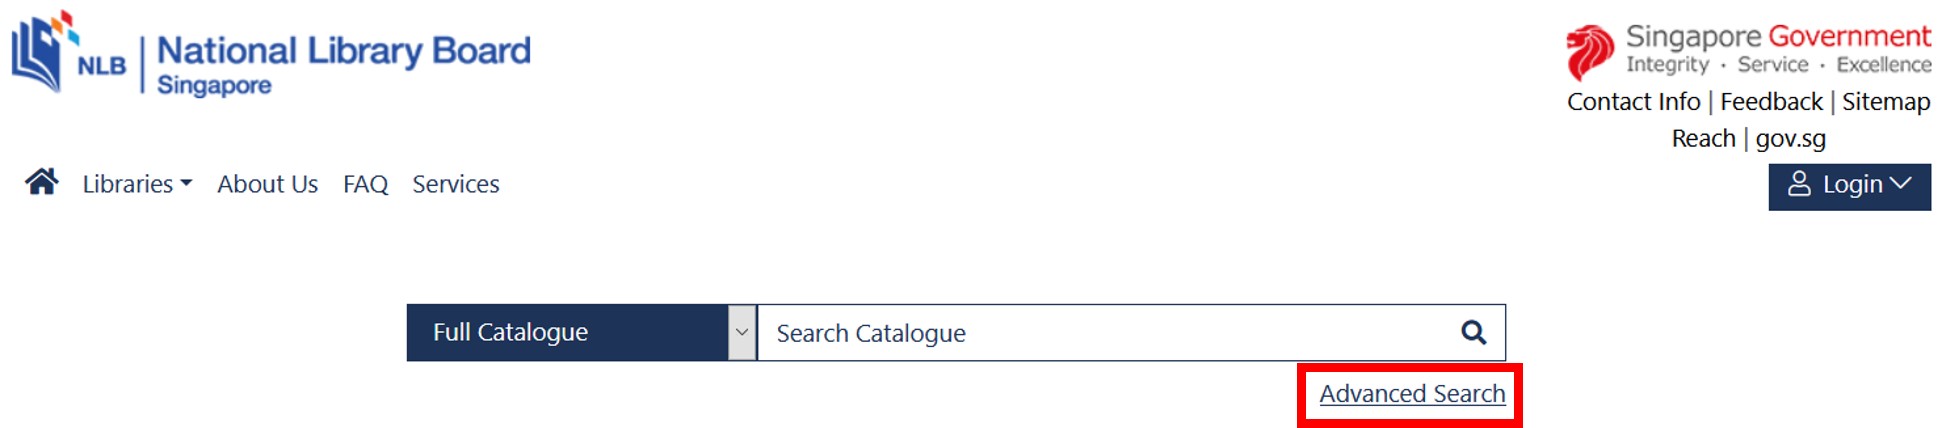 NLB | National Library Board
Singapore
Singapore Government
Integrity · Service · Excellence
Contact Info | Feedback | Sitemap
Reach | gov.sg
Libraries About Us FAQ Services
Login
Full Catalogue
Search Catalogue
Advanced Search